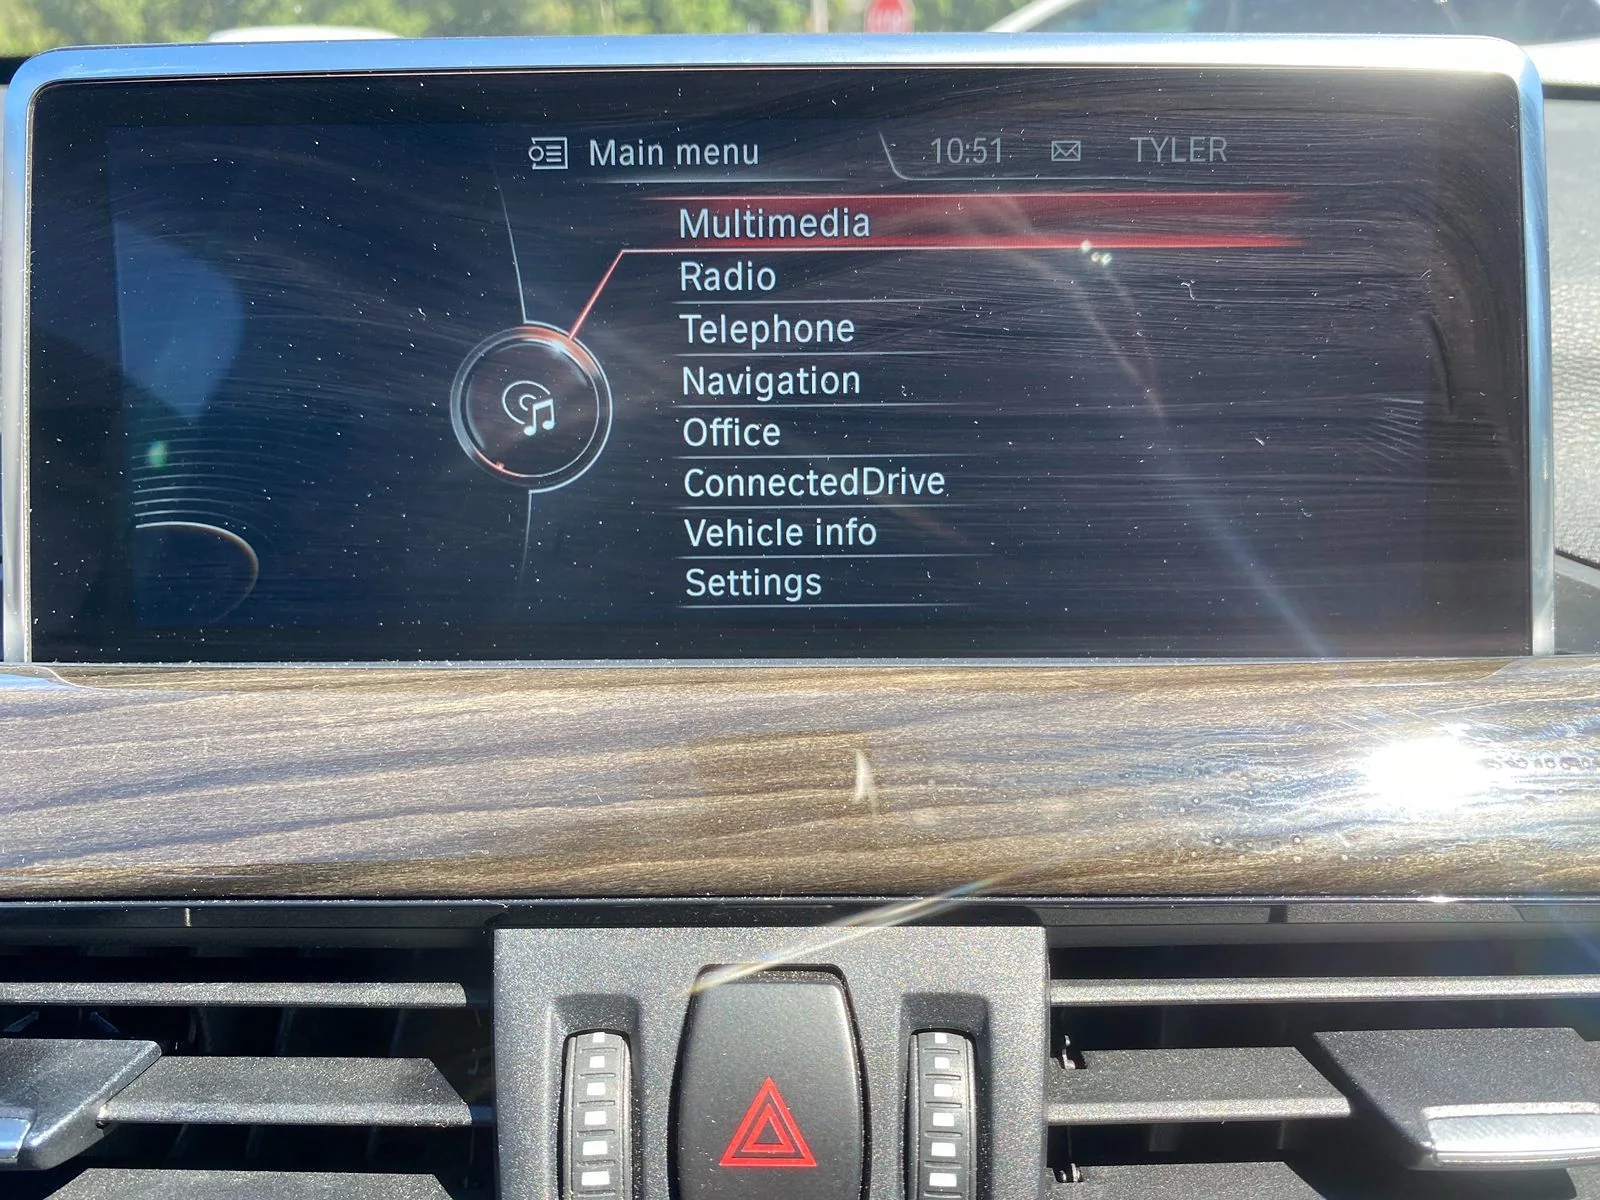 Main menu 10:51 TYLER
Multimedia
Radio
Telephone
Navigation
Office
ConnectedDrive
Vehicle info
Settings